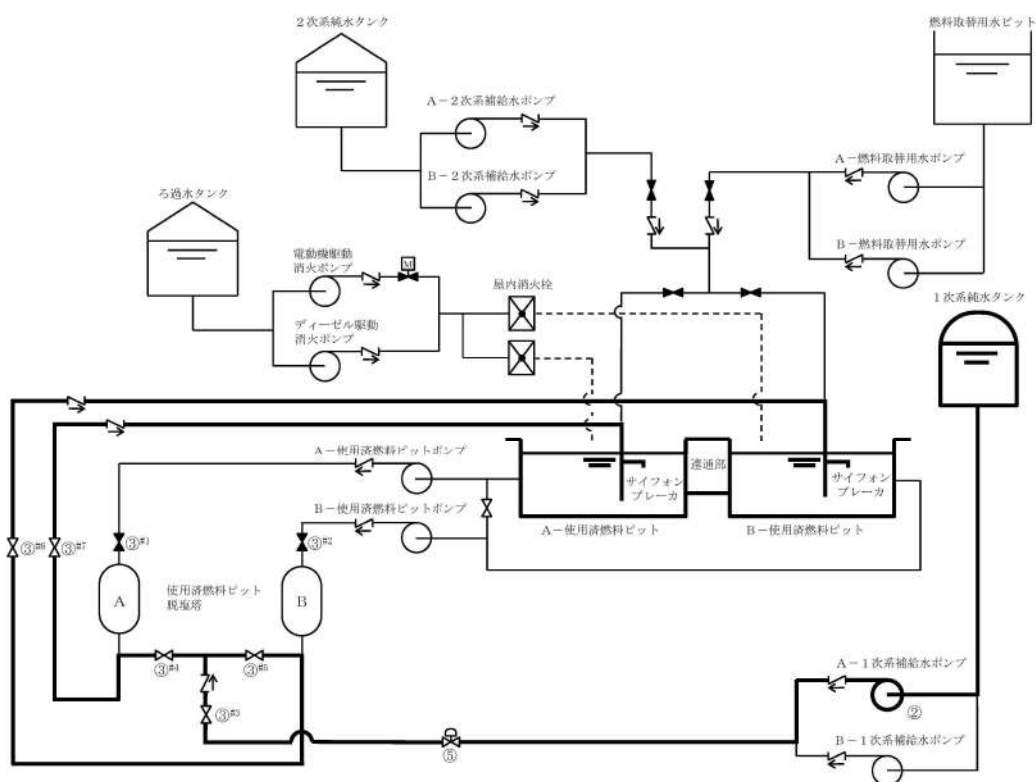 2次系純水タンク
燃料取替用水ピット
A-2次系補給水ポンプ
A-燃料取替用水ポンプ
B-2次系補給水ポンプ
ろ過水タンク
B-燃料取替用水ポンプ
電動機駆動
消火ポンプ
M
屋内消火栓
1次系純水タンク
ディーゼル駆動
消火ポンプ
A-使用済燃料ピットポンプ
連通部
サイフォン
ブレーカ
サイフォン
ブレーカ
B-使用済燃料ピットポンプ
A-使用済燃料ピット
B-使用済燃料ピット
③#6
③#7
③#1
③#2
A
使用済燃料ピット
脱塩塔
B
③#4
③#5
A-1次系補給水ポンプ
③#3
②
⑤
B-1次系補給水ポンプ